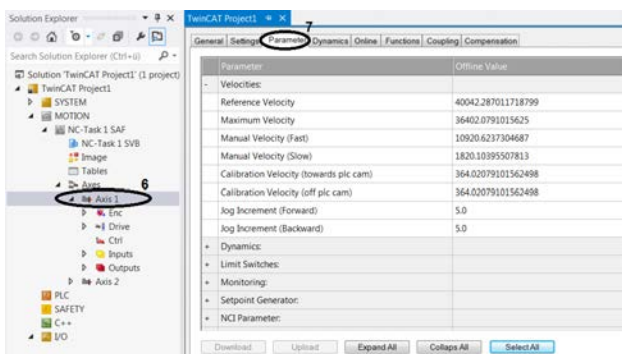 Solution Explorer
Search Solution Explorer (Ctrl+ü)
Solution 'TwinCAT Project1' (1 project)
TwinCAT Project1
SYSTEM
MOTION
NC-Task 1 SAF
NC-Task 1 SVB
Image
Tables
Axes
6
Axis 1
Enc
Drive
Ctrl
Inputs
Outputs
Axis 2
PLC
SAFETY
C++
I/O
TwinCAT Project1
7
General Settings Parameter Dynamics Online Functions Coupling Compensation
Parameter Offline Value
- Velocities:
Reference Velocity 40042.287011718799
Maximum Velocity 36402.0791015625
Manual Velocity (Fast) 10920.6237304687
Manual Velocity (Slow) 1820.10395507813
Calibration Velocity (towards plc cam) 364.02079101562498
Calibration Velocity (off plc cam) 364.02079101562498
Jog Increment (Forward) 5.0
Jog Increment (Backward) 5.0
+ Dynamics:
+ Limit Switches:
+ Monitoring:
+ Setpoint Generator:
+ NCI Parameter:
Download Upload Expand All Collaps All Select All